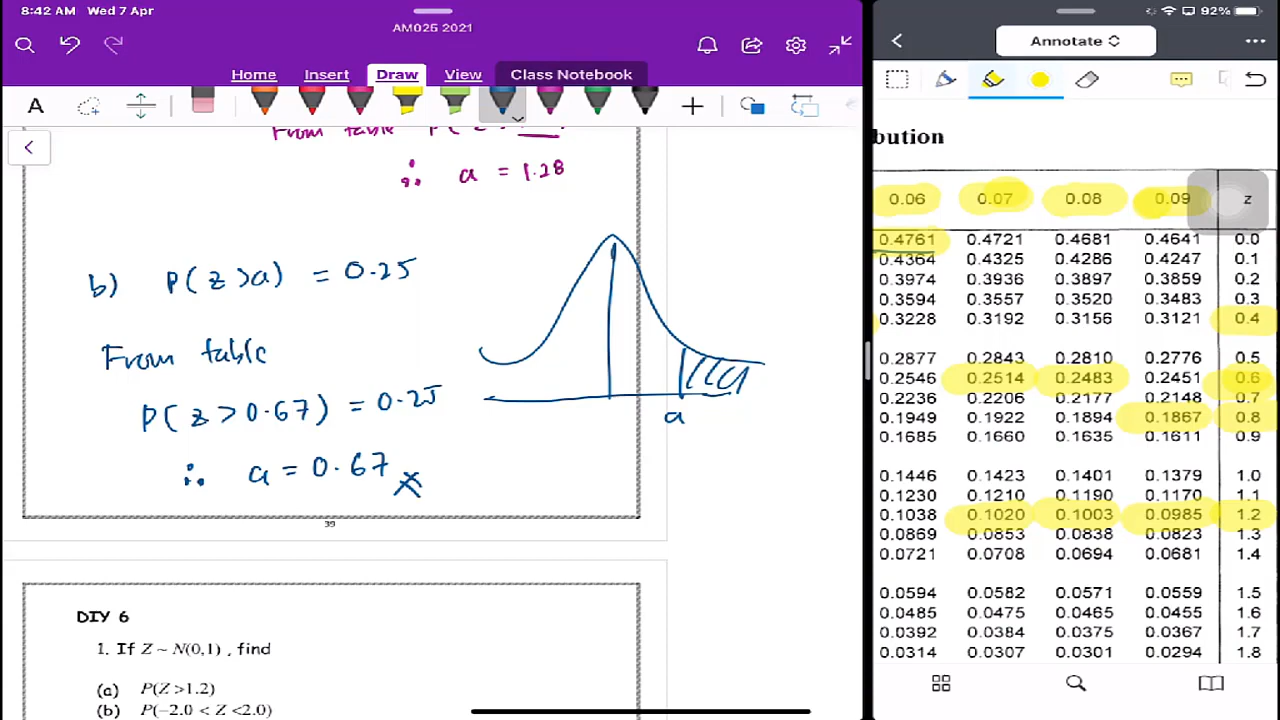 8:42 AM Wed 7 Apr
AM025 2021
Home Insert Draw View Class Notebook
A
From table P( z >
∴ a = 1.28
b) P( z > a) = 0.25
From table
P( z > 0.67) = 0.25
∴ a = 0.67
a
39
DIY 6
1. If Z ~ N(0,1) , find
(a) P(Z >1.2)
(b) P(−2.0 < Z <2.0)
92%
Annotate
bution
0.06 0.07 0.08 0.09 z
0.4761 0.4721 0.4681 0.4641 0.0
0.4364 0.4325 0.4286 0.4247 0.1
0.3974 0.3936 0.3897 0.3859 0.2
0.3594 0.3557 0.3520 0.3483 0.3
0.3228 0.3192 0.3156 0.3121 0.4
0.2877 0.2843 0.2810 0.2776 0.5
0.2546 0.2514 0.2483 0.2451 0.6
0.2236 0.2206 0.2177 0.2148 0.7
0.1949 0.1922 0.1894 0.1867 0.8
0.1685 0.1660 0.1635 0.1611 0.9
0.1446 0.1423 0.1401 0.1379 1.0
0.1230 0.1210 0.1190 0.1170 1.1
0.1038 0.1020 0.1003 0.0985 1.2
0.0869 0.0853 0.0838 0.0823 1.3
0.0721 0.0708 0.0694 0.0681 1.4
0.0594 0.0582 0.0571 0.0559 1.5
0.0485 0.0475 0.0465 0.0455 1.6
0.0392 0.0384 0.0375 0.0367 1.7
0.0314 0.0307 0.0301 0.0294 1.8